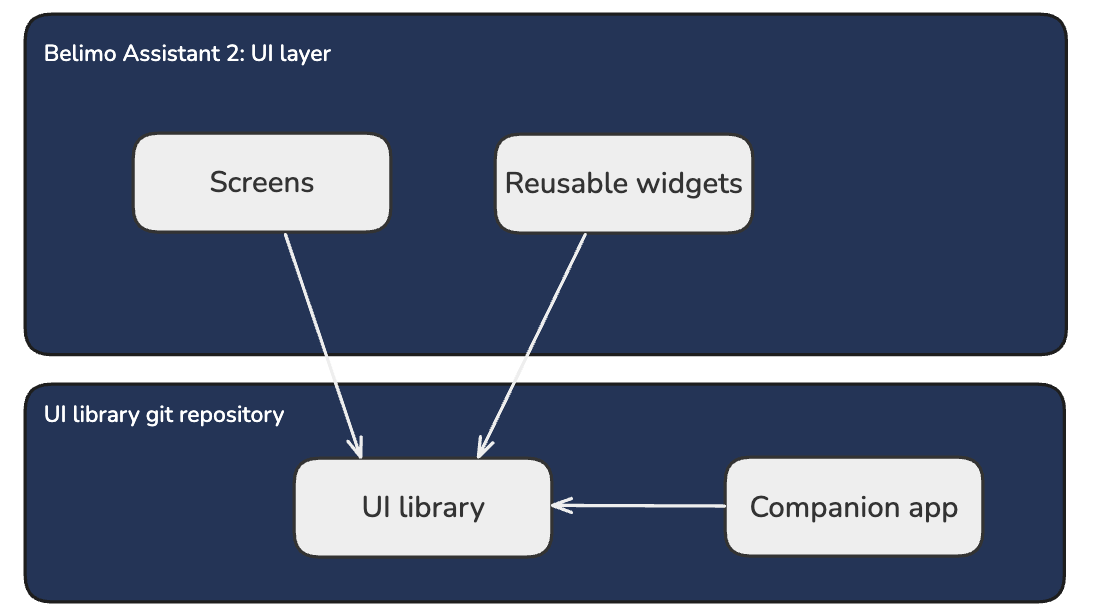 Belimo Assistant 2: UI layer
Screens
Reusable widgets
UI library git repository
UI library
Companion app